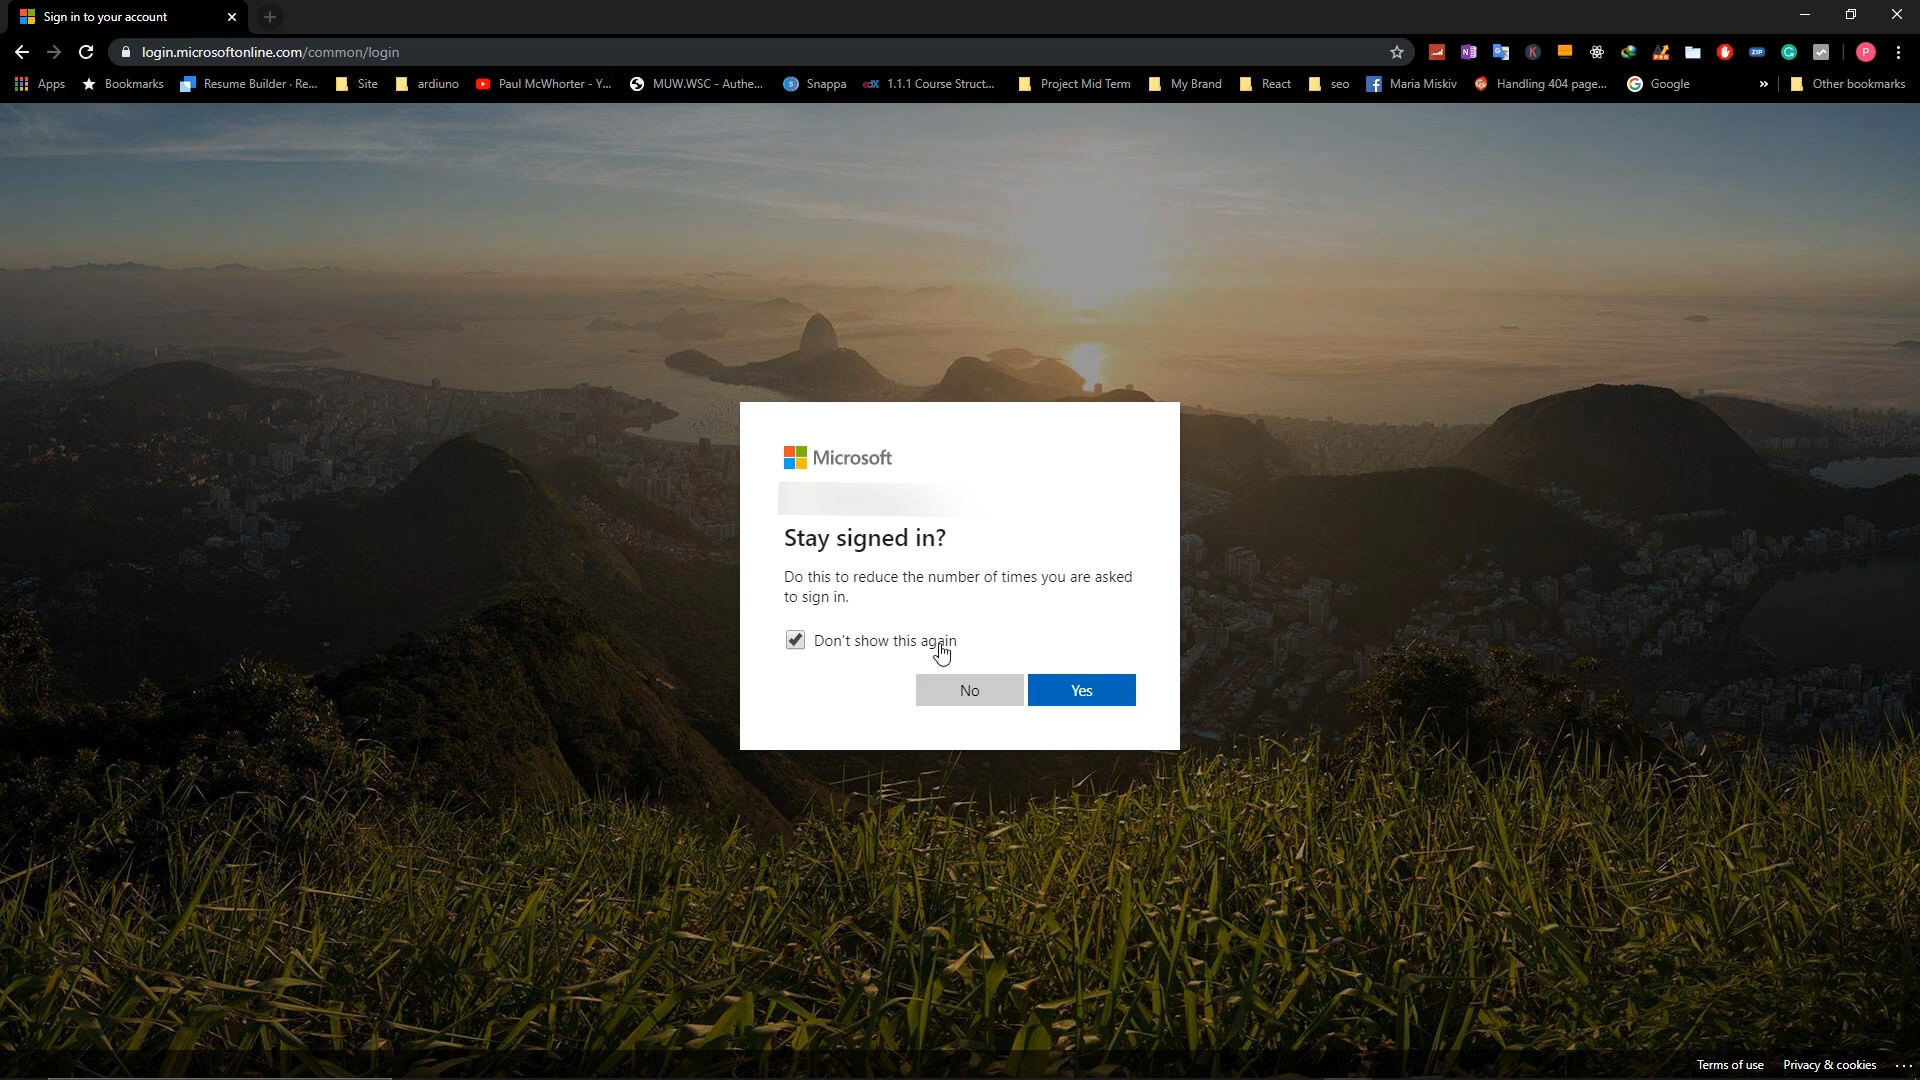 Sign in to your account
login.microsoftonline.com/common/login
Apps Bookmarks Resume Builder · Re... Site ardiuno Paul McWhorter - Y... MUW.WSC - Authe... Snappa 1.1.1 Course Struct... Project Mid Term My Brand React seo Maria Miskiv Handling 404 page... Google » Other bookmarks
Microsoft
Stay signed in?
Do this to reduce the number of times you are asked
to sign in.
Don't show this again
No Yes
Terms of use Privacy & cookies ...